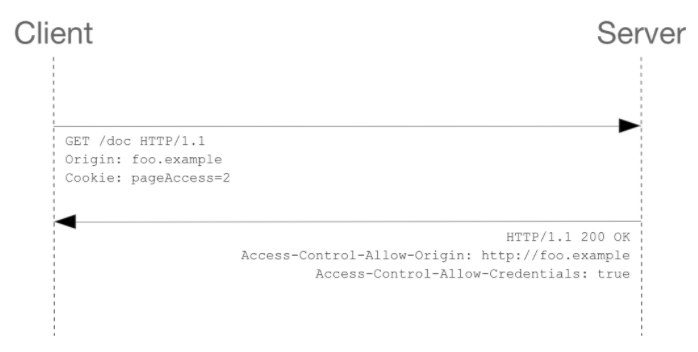 Client
Server
GET /doc HTTP/1.1
Origin: foo.example
Cookie: pageAccess=2
HTTP/1.1 200 OK
Access-Control-Allow-Origin: http://foo.example
Access-Control-Allow-Credentials: true